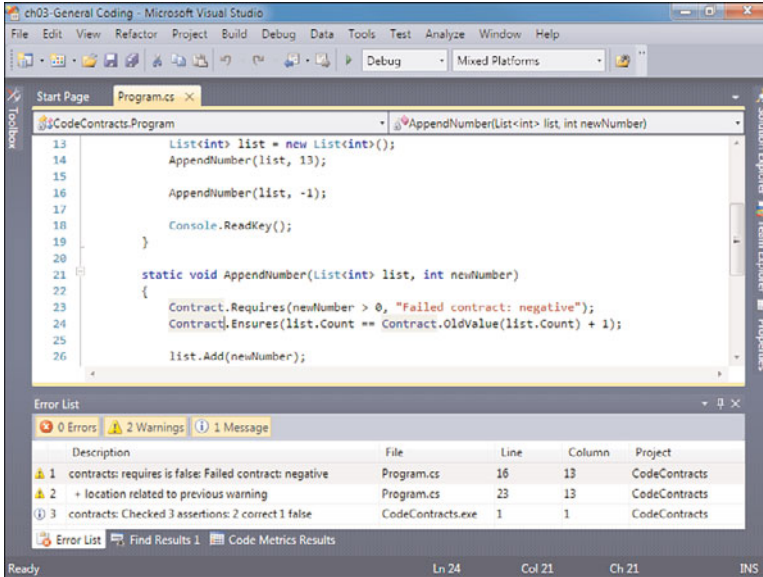 ch03-General Coding - Microsoft Visual Studio
File Edit View Refactor Project Build Debug Data Tools Test Analyze Window Help
Debug Mixed Platforms
Toolbox
Start Page Program.cs
CodeContracts.Program AppendNumber(List<int> list, int newNumber)
13 List<int> list = new List<int>();
14 AppendNumber(list, 13);
15
16 AppendNumber(list, -1);
17
18 Console.ReadKey();
19 }
20
21 static void AppendNumber(List<int> list, int newNumber)
22 {
23 Contract.Requires(newNumber > 0, "Failed contract: negative");
24 Contract.Ensures(list.Count == Contract.OldValue(list.Count) + 1);
25
26 list.Add(newNumber);
Solution Explorer
Team Explorer
Properties
Error List
0 Errors 2 Warnings 1 Message
Description File Line Column Project
1 contracts: requires is false: Failed contract: negative Program.cs 16 13 CodeContracts
2 + location related to previous warning Program.cs 23 13 CodeContracts
3 contracts: Checked 3 assertions: 2 correct 1 false CodeContracts.exe 1 1 CodeContracts
Error List Find Results 1 Code Metrics Results
Ready Ln 24 Col 21 Ch 21 INS